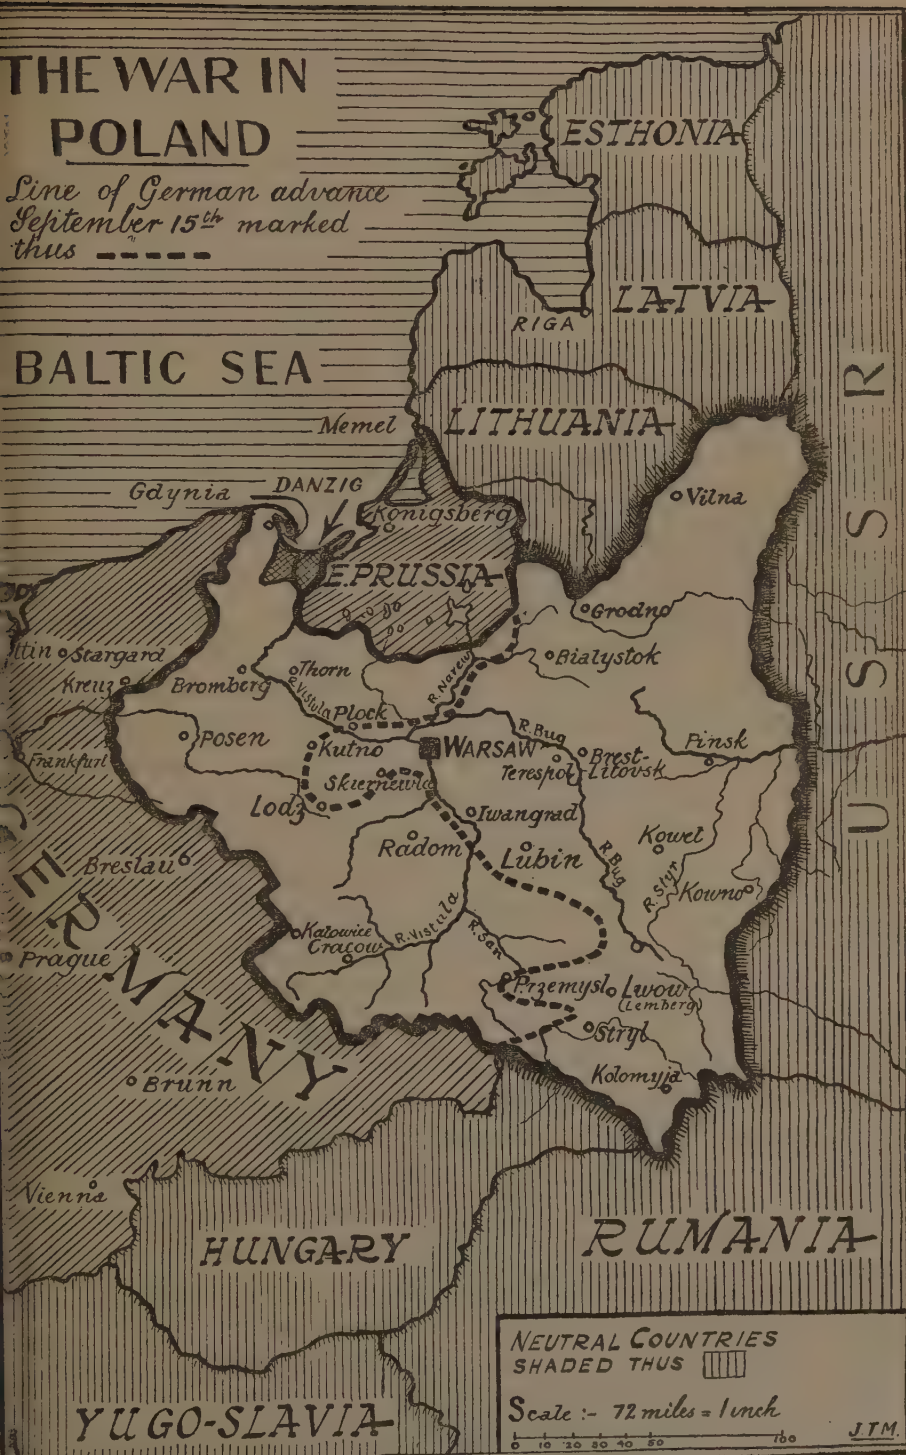 THE WAR IN
POLAND
Line of German advance
September 15th marked
thus
ESTHONIA
LATVIA
RIGA
BALTIC SEA
LITHUANIA
Memel
U S S R
Gdynia
DANZIG
Königsberg
Vilna
E. PRUSSIA
Grodno
ttin
Stargard
Bialystok
Kreuz
Bromberg
Thorn
R. Narew
R. Vistula
Plock
Posen
Kutno
WARSAW
R. Bug
Pinsk
Frankfurt
Terespol
Brest-
Litovsk
Skiernewice
Lodz
Iwangrad
Radom
Lubin
Kowel
R. Bug
R. Styr
Kowno
Breslau
GERMANY
Katowice
Cracow
R. Vistula
R. San
Prague
Przemysl
Lwow
(Lemberg)
Stryl
Brunn
Kolomyja
Vienna
HUNGARY
RUMANIA
YUGO-SLAVIA
NEUTRAL COUNTRIES
SHADED THUS
Scale :- 72 miles = 1 inch
0 10 20 30 40 50 100
J.T.M.